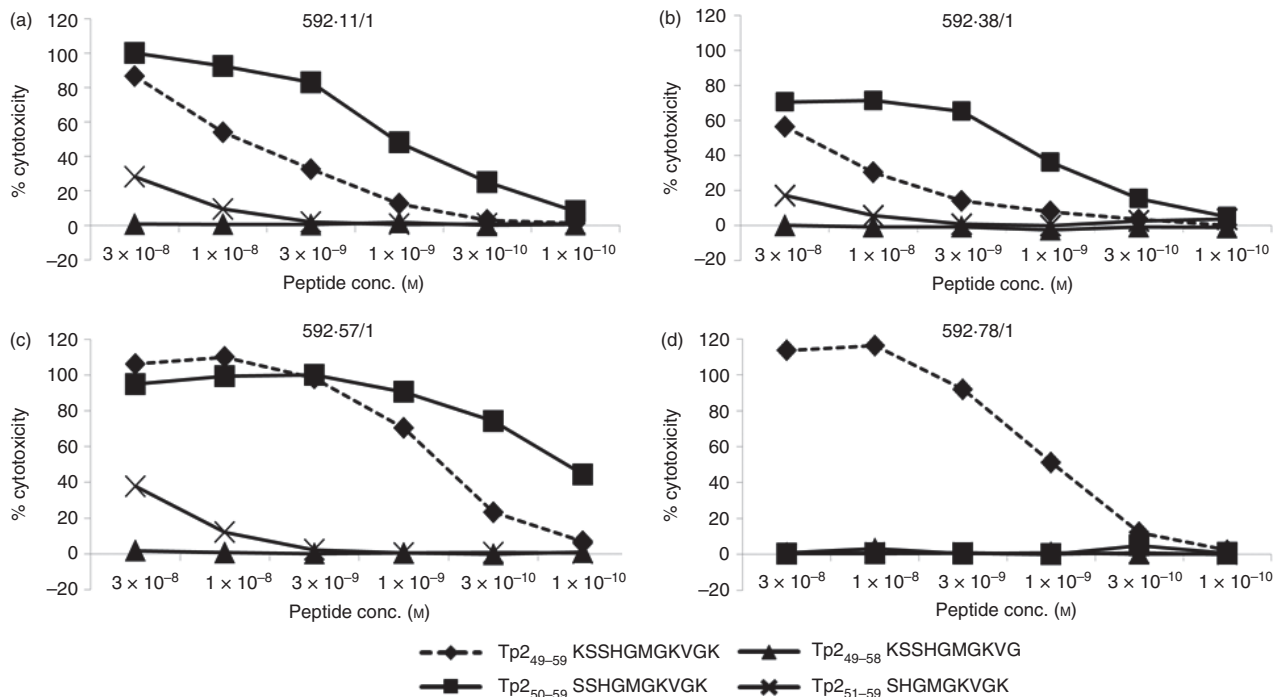 (a) 592·11/1
120
100
80
60
40
20
0
–20
% cytotoxicity
3 × 10⁻⁸ 1 × 10⁻⁸ 3 × 10⁻⁹ 1 × 10⁻⁹ 3 × 10⁻¹⁰ 1 × 10⁻¹⁰
Peptide conc. (M)
(b) 592·38/1
120
100
80
60
40
20
0
–20
% cytotoxicity
3 × 10⁻⁸ 1 × 10⁻⁸ 3 × 10⁻⁹ 1 × 10⁻⁹ 3 × 10⁻¹⁰ 1 × 10⁻¹⁰
Peptide conc. (M)
(c) 592·57/1
120
100
80
60
40
20
0
–20
% cytotoxicity
3 × 10⁻⁸ 1 × 10⁻⁸ 3 × 10⁻⁹ 1 × 10⁻⁹ 3 × 10⁻¹⁰ 1 × 10⁻¹⁰
Peptide conc. (M)
(d) 592·78/1
120
100
80
60
40
20
0
–20
% cytotoxicity
3 × 10⁻⁸ 1 × 10⁻⁸ 3 × 10⁻⁹ 1 × 10⁻⁹ 3 × 10⁻¹⁰ 1 × 10⁻¹⁰
Peptide conc. (M)
Tp2₄₉₋₅₉ KSSHGMGKVGK Tp2₄₉₋₅₈ KSSHGMGKVG
Tp2₅₀₋₅₉ SSHGMGKVGK Tp2₅₁₋₅₉ SHGMGKVGK